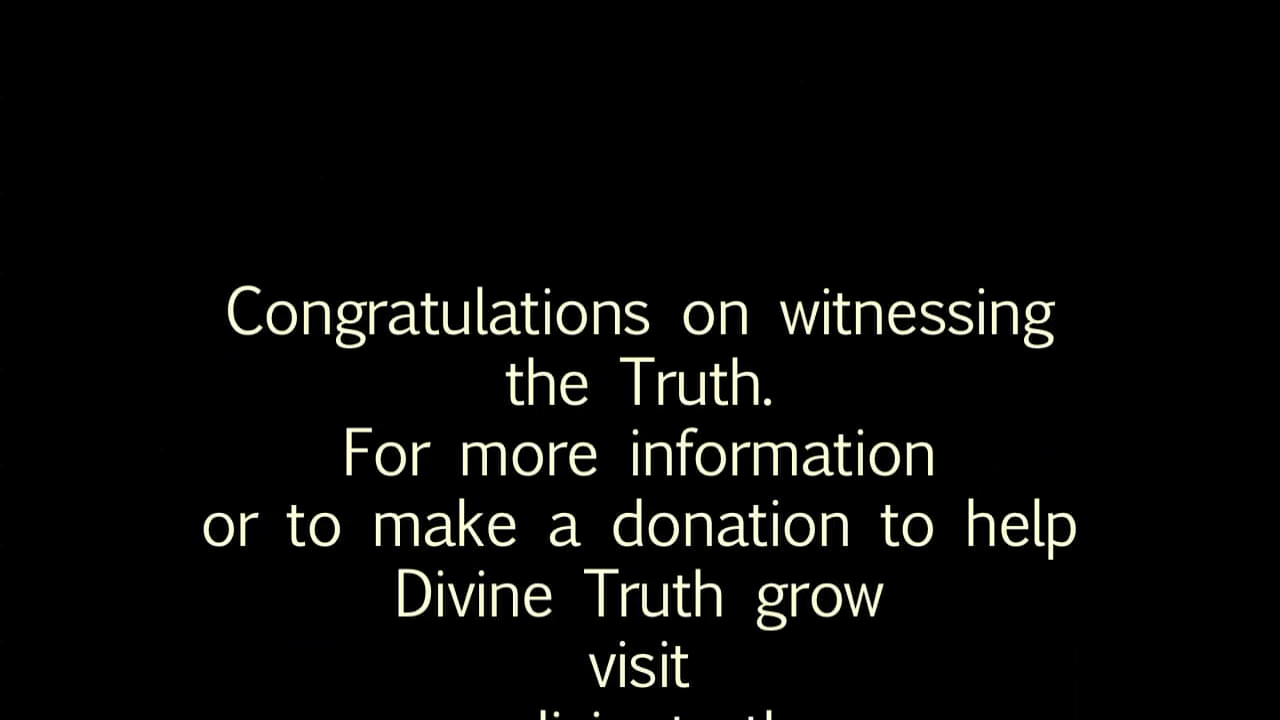 Congratulations on witnessing
the Truth.
For more information
or to make a donation to help
Divine Truth grow
visit